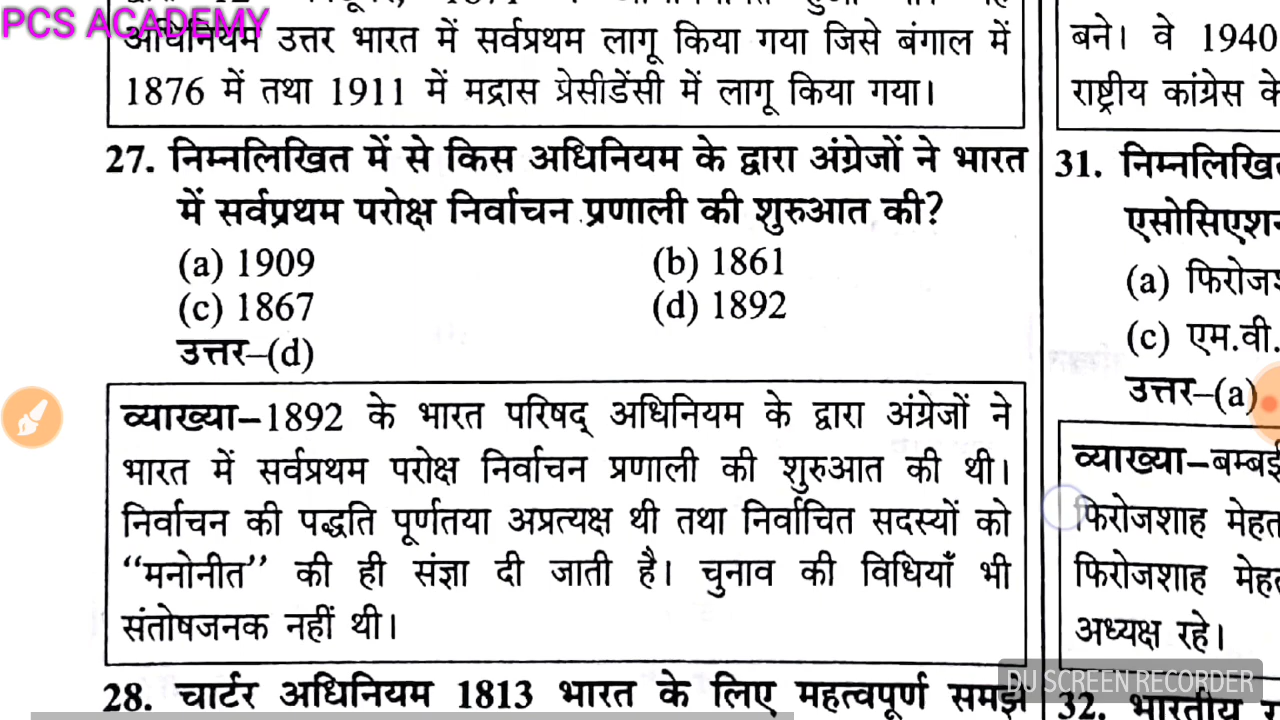 PCS ACADEMY
अधिनियम उत्तर भारत में सर्वप्रथम लागू किया गया जिसे बंगाल में
1876 में तथा 1911 में मद्रास प्रेसीडेंसी में लागू किया गया।
27. निम्नलिखित में से किस अधिनियम के द्वारा अंग्रेजों ने भारत
में सर्वप्रथम परोक्ष निर्वाचन प्रणाली की शुरुआत की?
(a) 1909 (b) 1861
(c) 1867 (d) 1892
उत्तर–(d)
व्याख्या–1892 के भारत परिषद् अधिनियम के द्वारा अंग्रेजों ने
भारत में सर्वप्रथम परोक्ष निर्वाचन प्रणाली की शुरुआत की थी।
निर्वाचन की पद्धति पूर्णतया अप्रत्यक्ष थी तथा निर्वाचित सदस्यों को
“मनोनीत” की ही संज्ञा दी जाती है। चुनाव की विधियाँ भी
संतोषजनक नहीं थी।
28. चार्टर अधिनियम 1813 भारत के लिए महत्वपूर्ण समझ
बने। वे 1940
राष्ट्रीय कांग्रेस के
31.
(a)
(c) एम.वी.
उत्तर–(a)
व्याख्या–
फिरोजशाह
फिरोजशाह
अध्यक्ष रहे।
32. भारतीय
DU SCREEN RECORDER